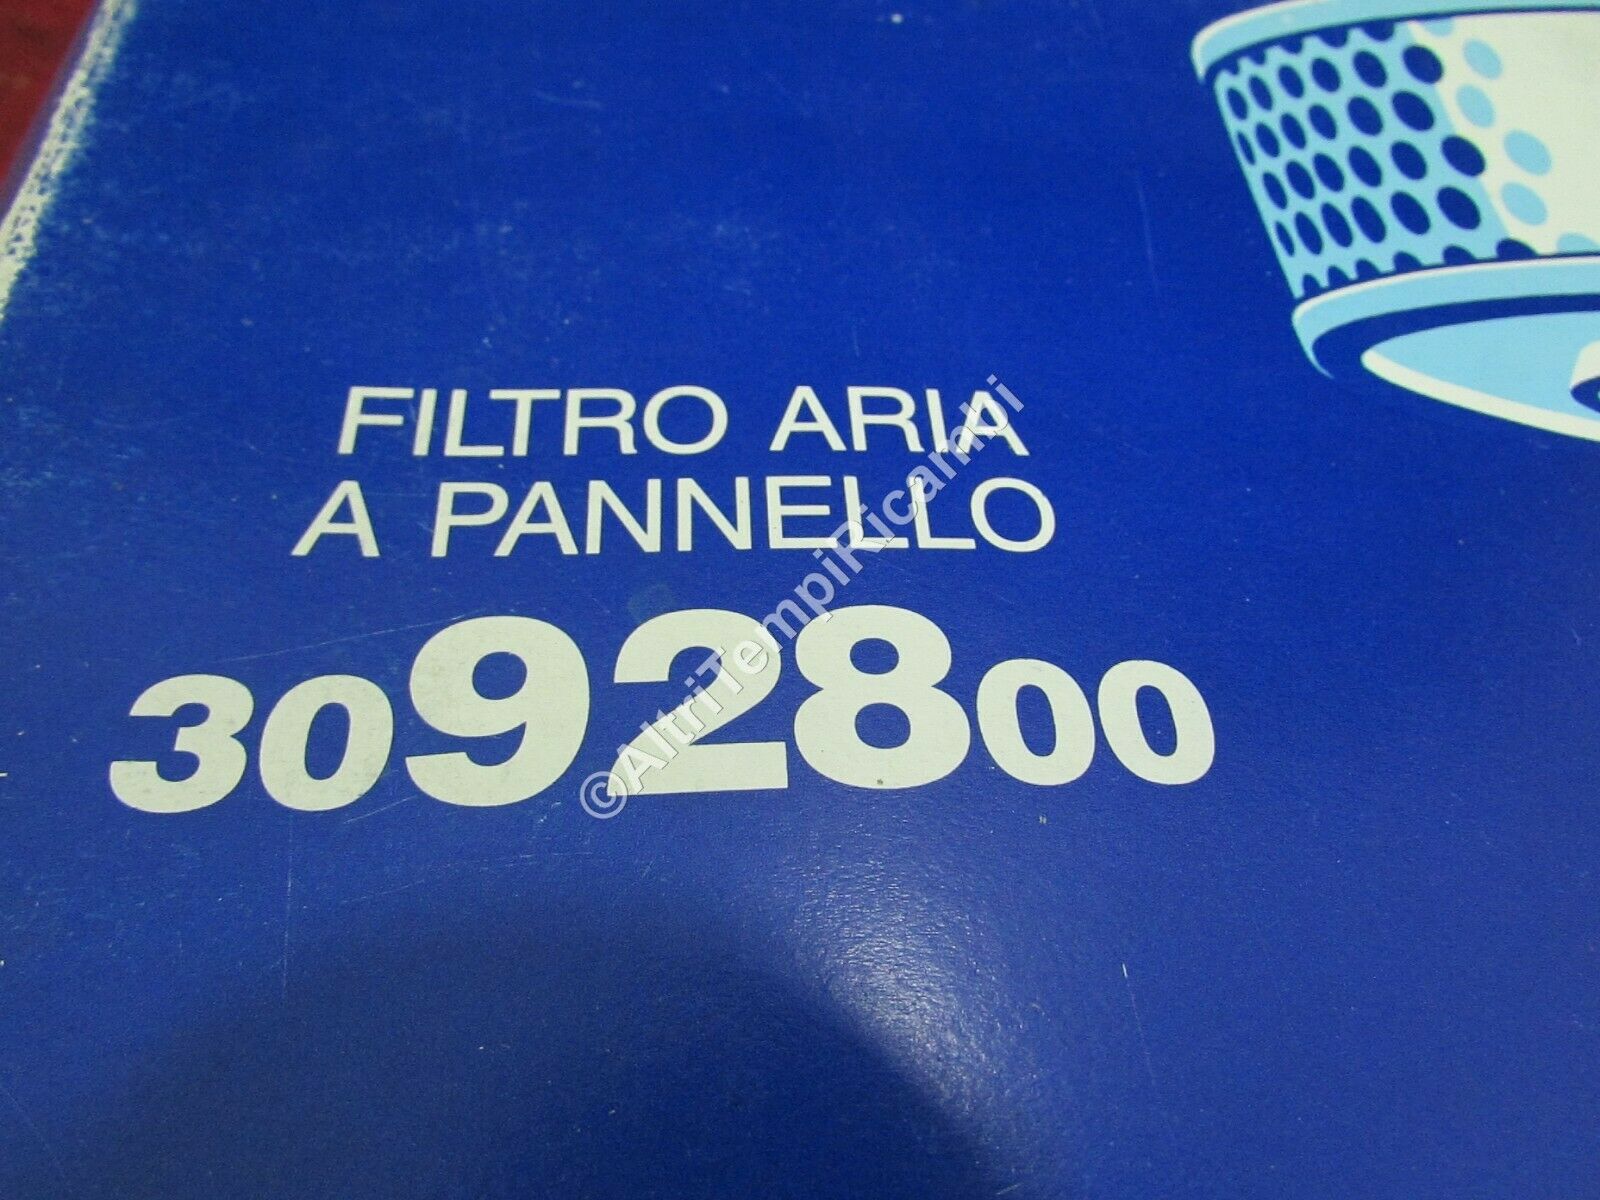 FILTRO ARIA
A PANNELLO
3092800
©AltriTempiRicambi